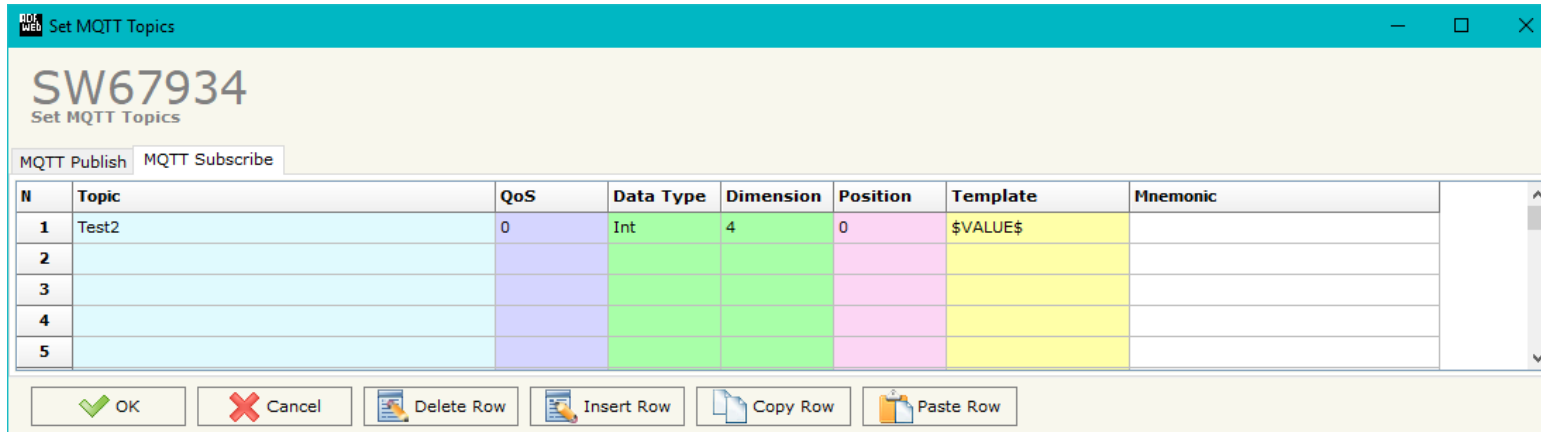 ADF WEB Set MQTT Topics
SW67934
Set MQTT Topics
MQTT Publish MQTT Subscribe
N Topic QoS Data Type Dimension Position Template Mnemonic
1 Test2 0 Int 4 0 $VALUE$
2
3
4
5
OK Cancel Delete Row Insert Row Copy Row Paste Row